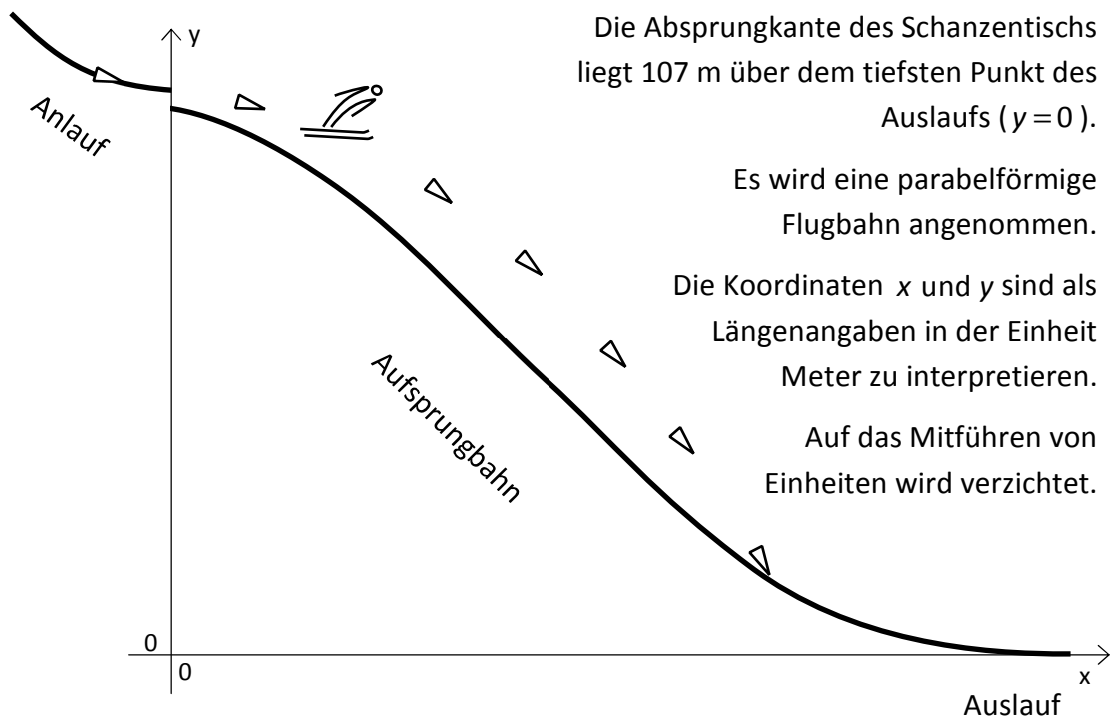 y
Die Absprungkante des Schanzentischs
liegt 107 m über dem tiefsten Punkt des
Auslaufs ( y = 0 ).
Anlauf
Es wird eine parabelförmige
Flugbahn angenommen.
Die Koordinaten x und y sind als
Längenangaben in der Einheit
Meter zu interpretieren.
Auf das Mitführen von
Einheiten wird verzichtet.
Aufsprungbahn
0
0
x
Auslauf